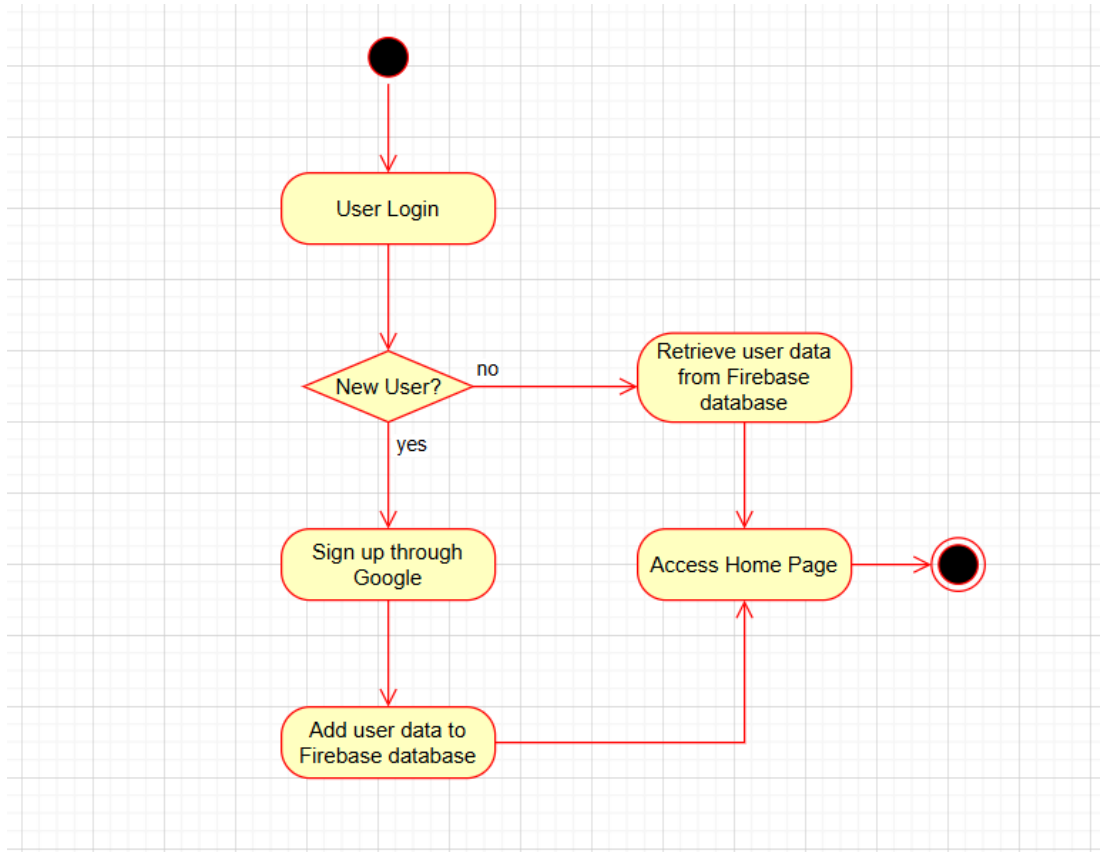 User Login
New User?
no
Retrieve user data
from Firebase
database
yes
Sign up through
Google
Access Home Page
Add user data to
Firebase database